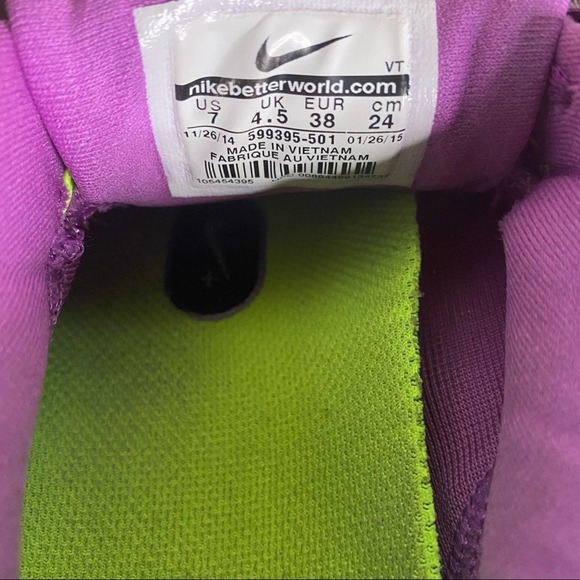 VT
nikebetterworld.com
US UK EUR cm
7 4.5 38 24
11/26/14 599395-501 01/26/15
MADE IN VIETNAM
FABRIQUE AU VIETNAM
105454395